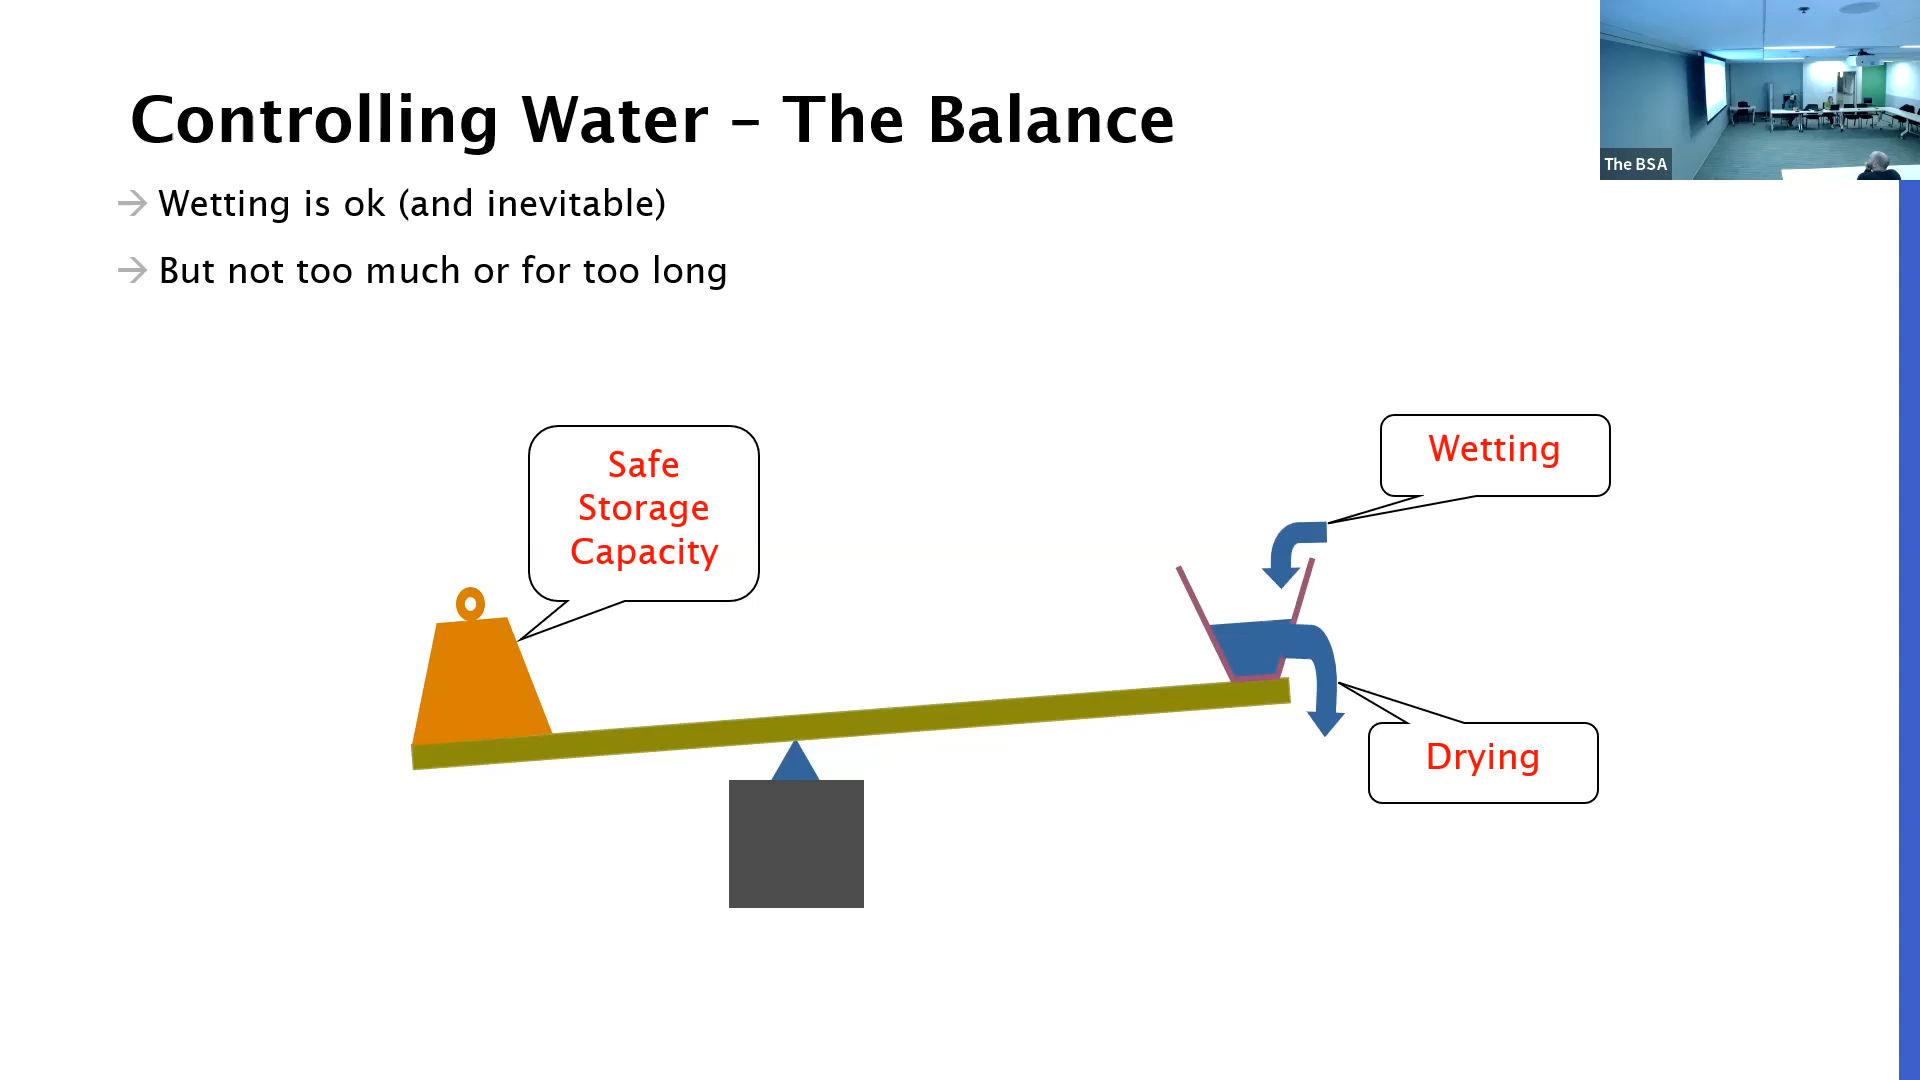 Controlling Water – The Balance
The BSA
→ Wetting is ok (and inevitable)
→ But not too much or for too long
Safe
Storage
Capacity
Wetting
Drying